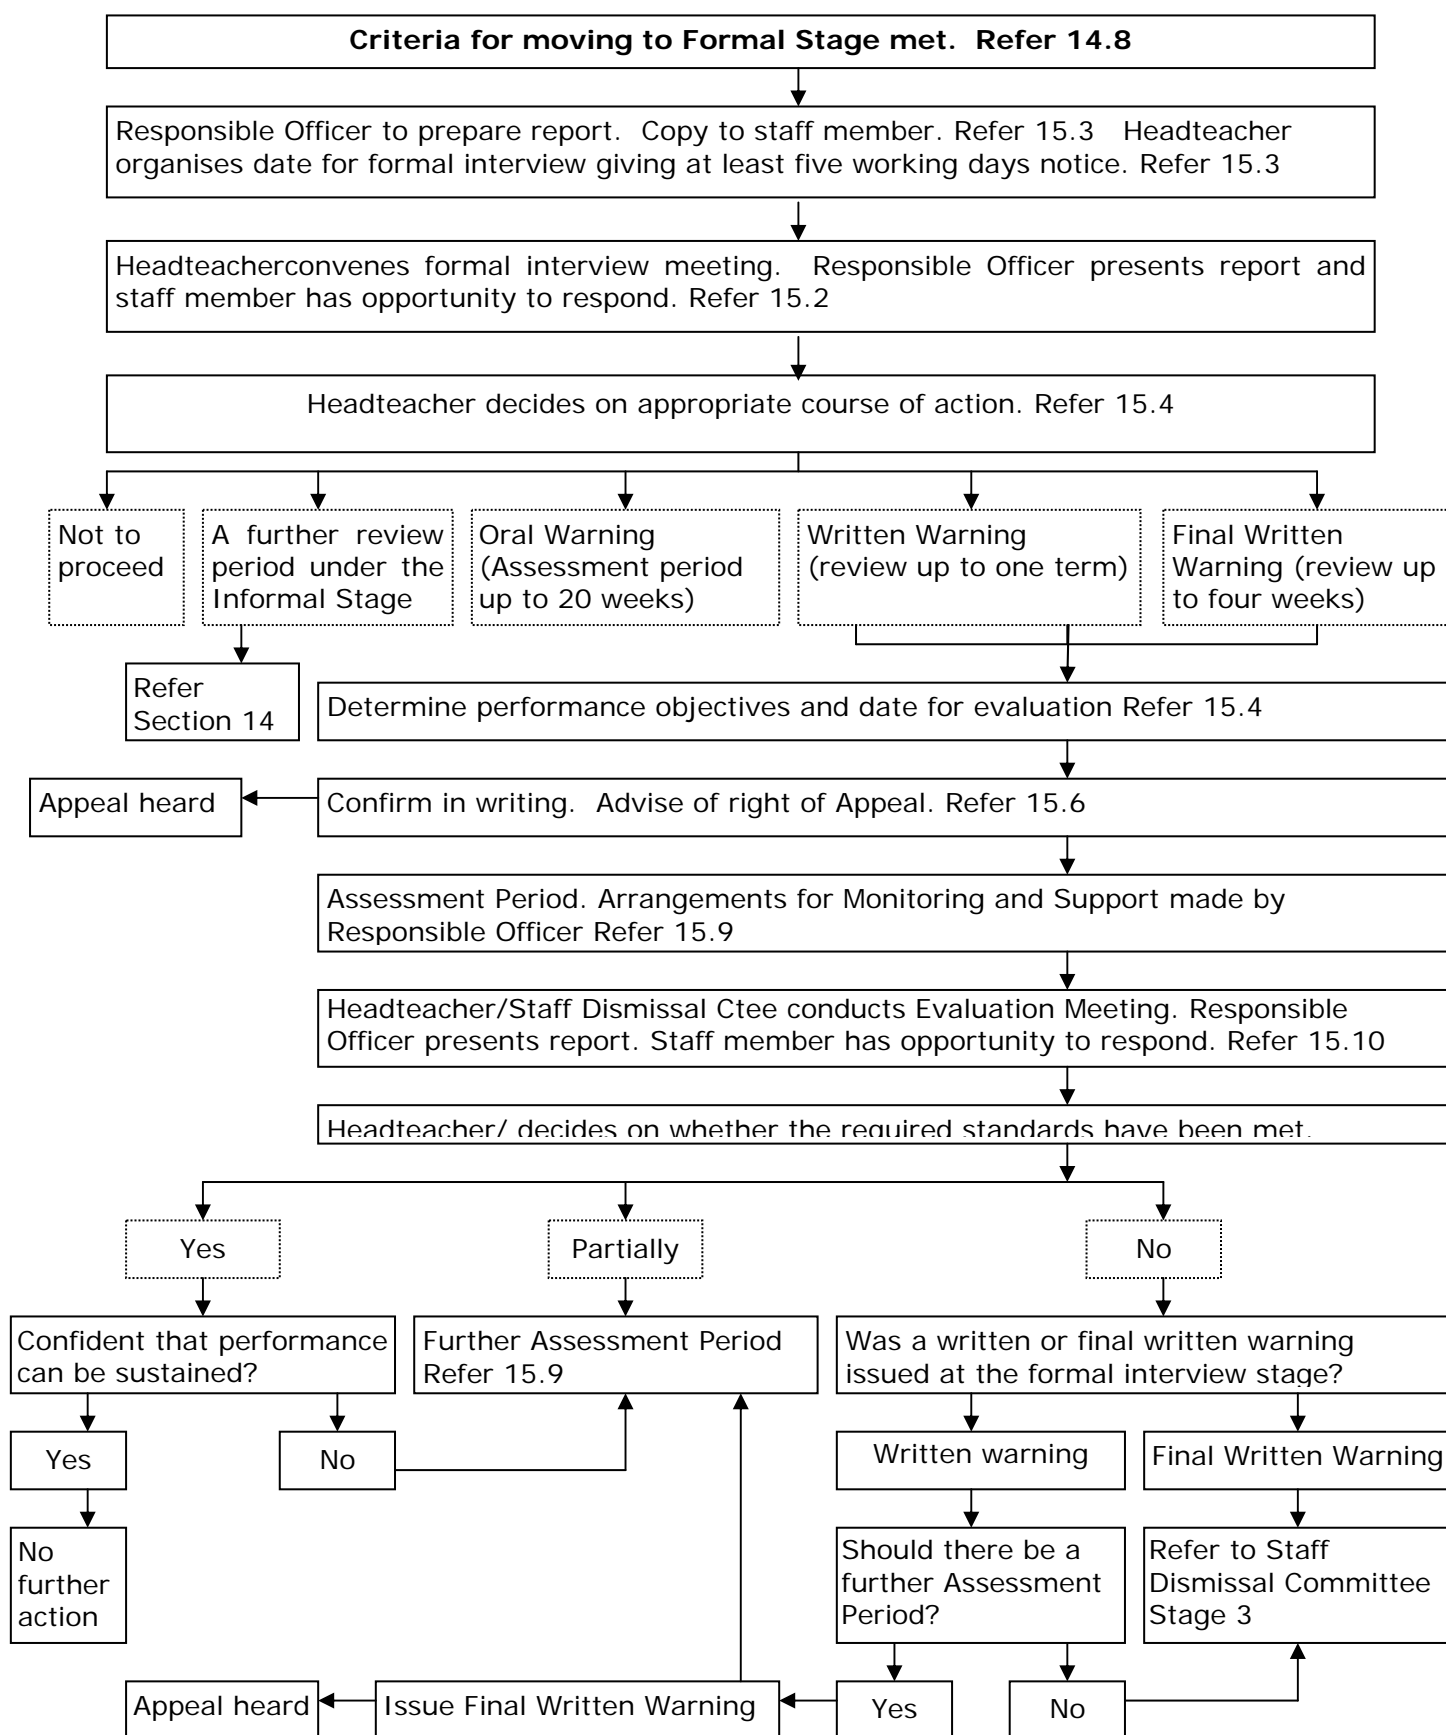 Criteria for moving to Formal Stage met.  Refer 14.8
Responsible Officer to prepare report.  Copy to staff member. Refer 15.3   Headteacher
organises date for formal interview giving at least five working days notice. Refer 15.3
Headteacherconvenes formal interview meeting.  Responsible Officer presents report and
staff member has opportunity to respond. Refer 15.2
Headteacher decides on appropriate course of action. Refer 15.4
Not to
proceed
A further review
period under the
Informal Stage
Oral Warning
(Assessment period
up to 20 weeks)
Written Warning
(review up to one term)
Final Written
Warning (review up
to four weeks)
Refer
Section 14
Determine performance objectives and date for evaluation Refer 15.4
Appeal heard
Confirm in writing.  Advise of right of Appeal. Refer 15.6
Assessment Period. Arrangements for Monitoring and Support made by
Responsible Officer Refer 15.9
Headteacher/Staff Dismissal Ctee conducts Evaluation Meeting. Responsible
Officer presents report. Staff member has opportunity to respond. Refer 15.10
Headteacher/ decides on whether the required standards have been met.
Yes
Partially
No
Confident that performance
can be sustained?
Further Assessment Period
Refer 15.9
Was a written or final written warning
issued at the formal interview stage?
Yes
No
Written warning
Final Written Warning
No
further
action
Should there be a
further Assessment
Period?
Refer to Staff
Dismissal Committee
Stage 3
Appeal heard
Issue Final Written Warning
Yes
No